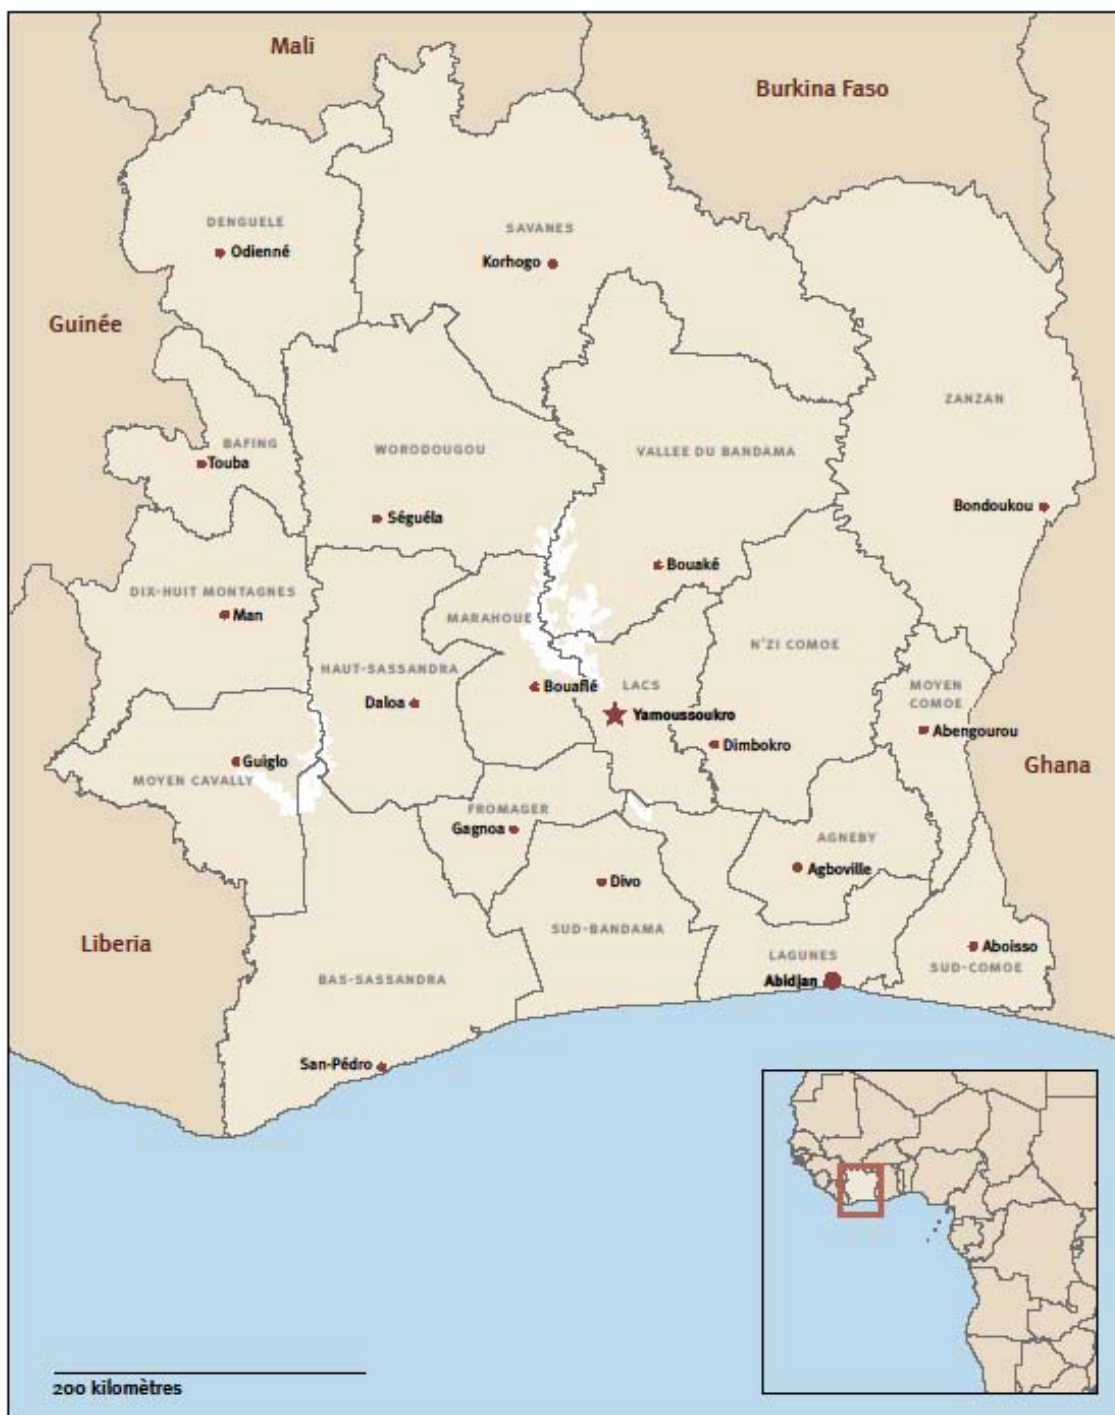 Mali
Burkina Faso
DENGUELE
Odienné
SAVANES
Korhogo
Guinée
ZANZAN
BAFING
Touba
WORODOUGOU
VALLEE DU BANDAMA
Séguéla
Bondoukou
Bouaké
DIX-HUIT MONTAGNES
Man
MARAHOUE
N'ZI COMOE
HAUT-SASSANDRA
Daloa
Bouaflé
LACS
Yamoussoukro
MOYEN
COMOE
Abengourou
Dimbokro
Guiglo
MOYEN CAVALLY
Ghana
FROMAGER
Gagnoa
AGNEBY
Agboville
Divo
SUD-BANDAMA
Liberia
LAGUNES
Abidjan
Aboisso
SUD-COMOE
BAS-SASSANDRA
San-Pédro
200 kilomètres